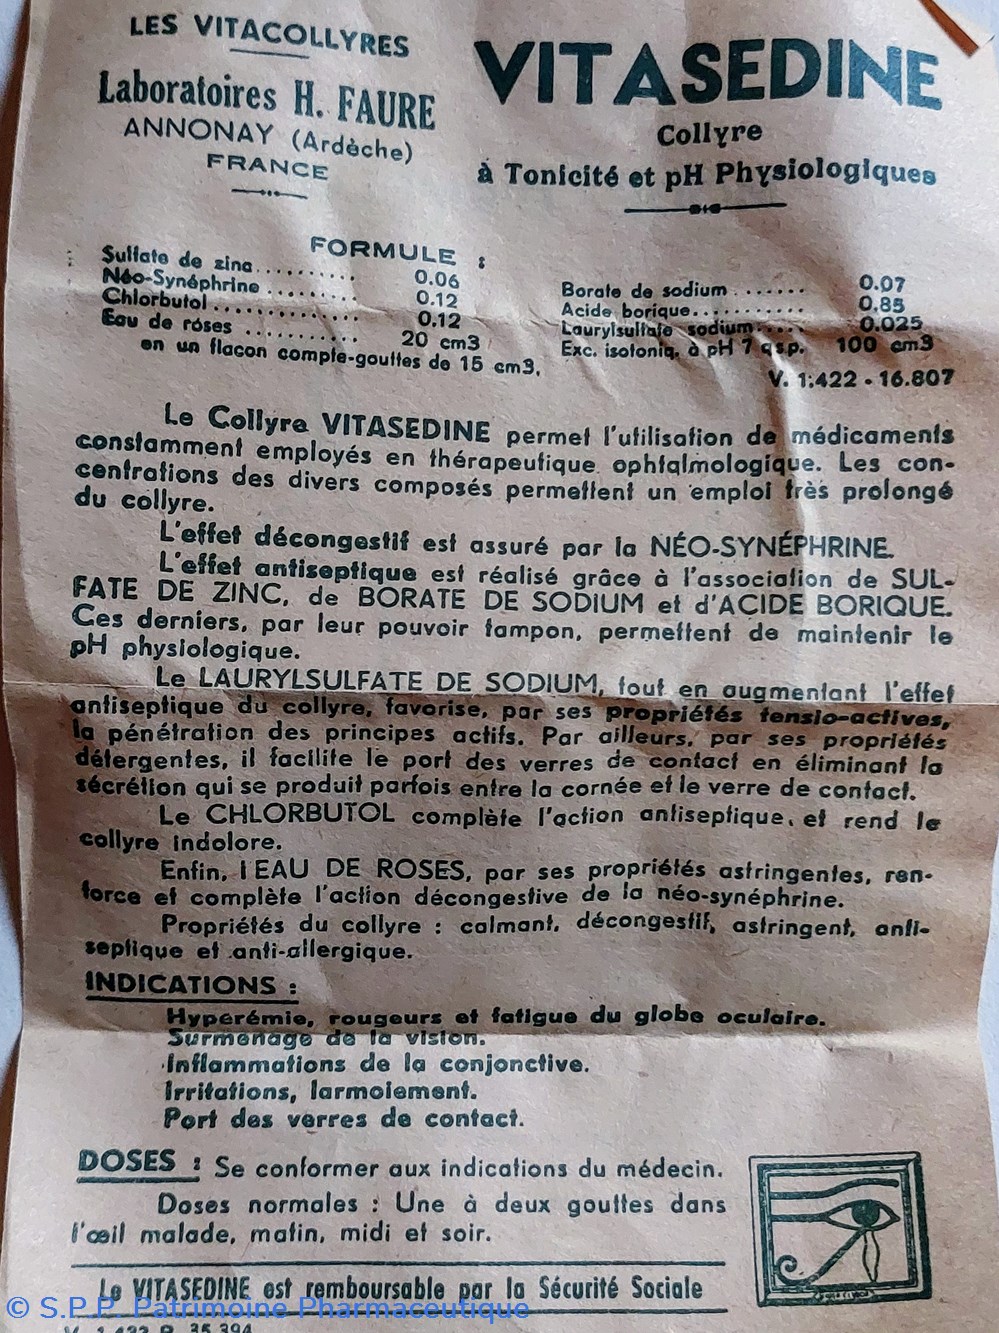 LES VITACOLLYRES
Laboratoires H. FAURE
ANNONAY (Ardèche)
FRANCE
VITASEDINE
Collyre
à Tonicité et pH Physiologiques
FORMULE :
Sulfate de zinc .......... 0.06
Néo-Synéphrine ......... 0.12
Chlorbutol ............... 0.12
Eau de roses .......... 20 cm3
en un flacon compte-gouttes de 15 cm3.
Borate de sodium ....... 0.07
Acide borique........... 0.85
Laurylsulfate sodium..... 0.025
Exc. isotoniq. à pH 7 q.s.p. 100 cm3
V. 1.422 - 16.807
Le Collyre VITASEDINE permet l'utilisation de médicaments
constamment employés en thérapeutique ophtalmologique. Les con-
centrations des divers composés permettent un emploi très prolongé
du collyre.
L'effet décongestif est assuré par la NÉO-SYNÉPHRINE.
L'effet antiseptique est réalisé grâce à l'association de SUL-
FATE DE ZINC, de BORATE DE SODIUM et d'ACIDE BORIQUE.
Ces derniers, par leur pouvoir tampon, permettent de maintenir le
pH physiologique.
Le LAURYLSULFATE DE SODIUM, tout en augmentant l'effet
antiseptique du collyre, favorise, par ses propriétés tensio-actives,
la pénétration des principes actifs. Par ailleurs, par ses propriétés
détergentes, il facilite le port des verres de contact en éliminant la
sécrétion qui se produit parfois entre la cornée et le verre de contact.
Le CHLORBUTOL complète l'action antiseptique, et rend le
collyre indolore.
Enfin, l'EAU DE ROSES, par ses propriétés astringentes, ren-
force et complète l'action décongestive de la néo-synéphrine.
Propriétés du collyre : calmant, décongestif, astringent, anti-
septique et anti-allergique.
INDICATIONS :
Hyperémie, rougeurs et fatigue du globe oculaire.
Surmenage de la vision.
Inflammations de la conjonctive.
Irritations, larmoiement.
Port des verres de contact.
DOSES : Se conformer aux indications du médecin.
Doses normales : Une à deux gouttes dans
l'œil malade, matin, midi et soir.
Le VITASEDINE est remboursable par la Sécurité Sociale
© S.P.P. Patrimoine Pharmaceutique
V. 1.422 P. 35.394